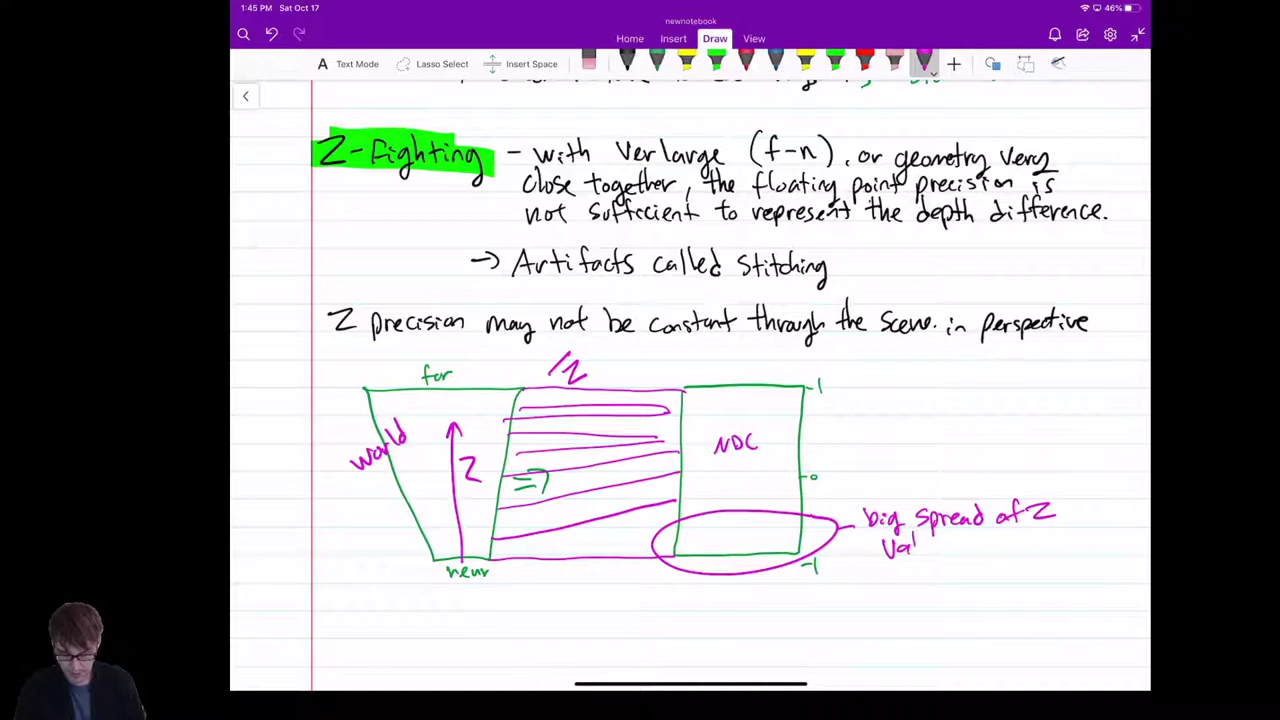 1:45 PM Sat Oct 17
46%
newnotebook
Home Insert Draw View
Text Mode Lasso Select Insert Space
Z-Fighting - with Ver large (f-n), or geometry very
close together, the floating point precision is
not sufficient to represent the depth difference.
→ Artifacts called Stitching
Z precision may not be constant through the scene. in perspective
far
/Z
-1
world
Z
=>
NDC
0
big spread of Z
Val
near
-1